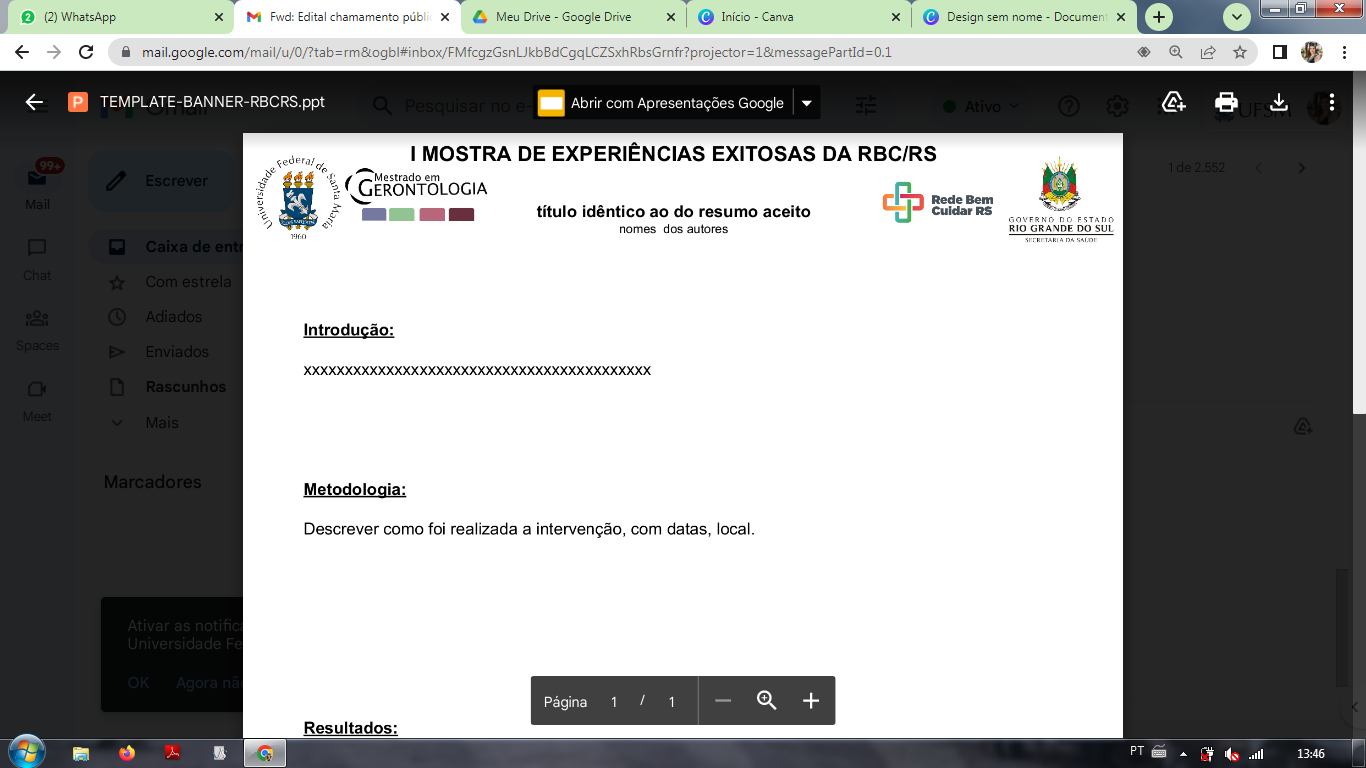 (2) WhatsApp
Fwd: Edital chamamento públi
Meu Drive - Google Drive
Início - Canva
Design sem nome - Document
mail.google.com/mail/u/0/?tab=rm&ogbl#inbox/FMfcgzGsnLJkbBdCgqLCZSxhRbsGrnfr?projector=1&messagePartId=0.1
P TEMPLATE-BANNER-RBCRS.ppt
Abrir com Apresentações Google
Pesquisar no e-
Ativo
UFSM
99+
Mail
Chat
Spaces
Meet
Escrever
Caixa de entr
Com estrela
Adiados
Enviados
Rascunhos
Mais
Marcadores
1 de 2.552
I MOSTRA DE EXPERIÊNCIAS EXITOSAS DA RBC/RS
Universidade Federal de Santa Maria
1960
Mestrado em
GERONTOLOGIA
título idêntico ao do resumo aceito
nomes dos autores
Rede Bem
Cuidar RS
GOVERNO DO ESTADO
RIO GRANDE DO SUL
SECRETARIA DA SAÚDE
Introdução:
xxxxxxxxxxxxxxxxxxxxxxxxxxxxxxxxxxxxxxxxxx
Metodologia:
Descrever como foi realizada a intervenção, com datas, local.
Resultados:
Ativar as notifica
Universidade Fe
OK Agora não
Página 1 / 1
PT
13:46